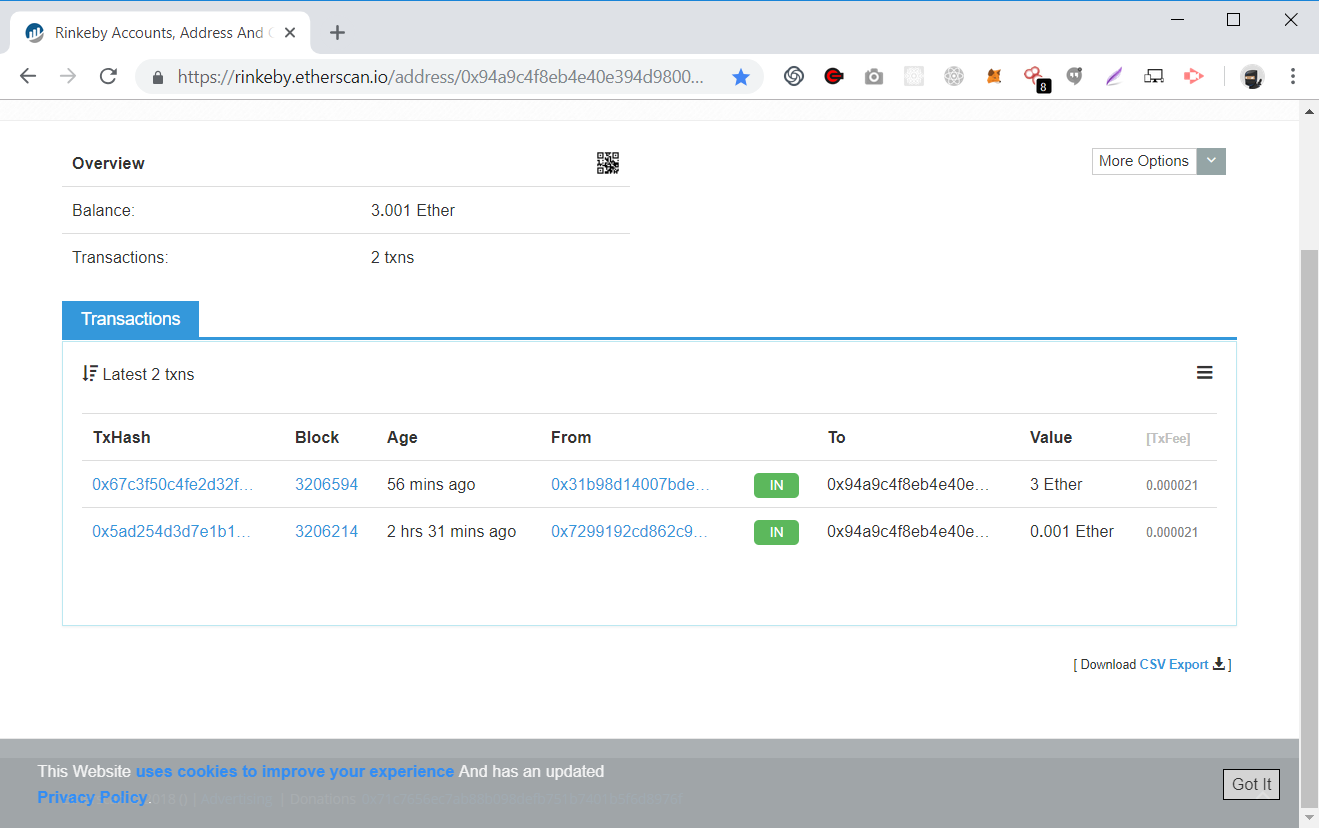 Rinkeby Accounts, Address And
https://rinkeby.etherscan.io/address/0x94a9c4f8eb4e40e394d9800...
8
Overview
More Options
Balance: 3.001 Ether
Transactions: 2 txns
Transactions
Latest 2 txns
TxHash Block Age From To Value [TxFee]
0x67c3f50c4fe2d32f... 3206594 56 mins ago 0x31b98d14007bde... IN 0x94a9c4f8eb4e40e... 3 Ether 0.000021
0x5ad254d3d7e1b1... 3206214 2 hrs 31 mins ago 0x7299192cd862c9... IN 0x94a9c4f8eb4e40e... 0.001 Ether 0.000021
[ Download CSV Export ]
This Website uses cookies to improve your experience And has an updated
Privacy Policy.
Donations
Got It